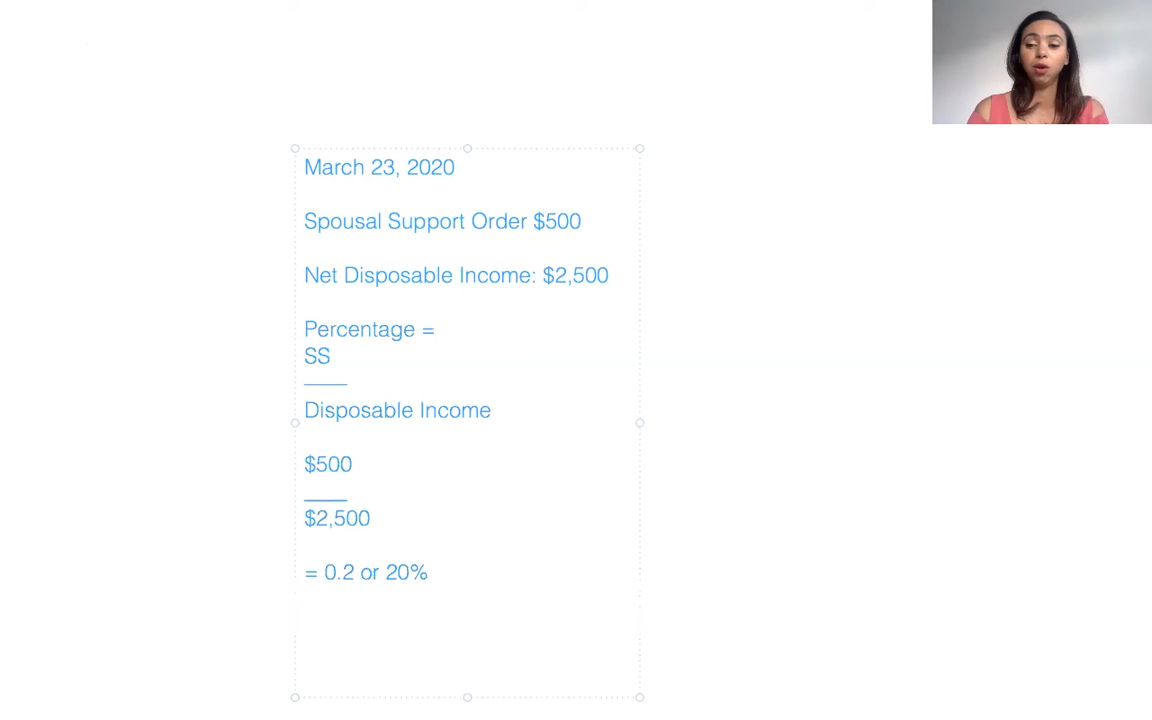 March 23, 2020
Spousal Support Order $500
Net Disposable Income: $2,500
Percentage =
SS
Disposable Income
$500
$2,500
= 0.2 or 20%